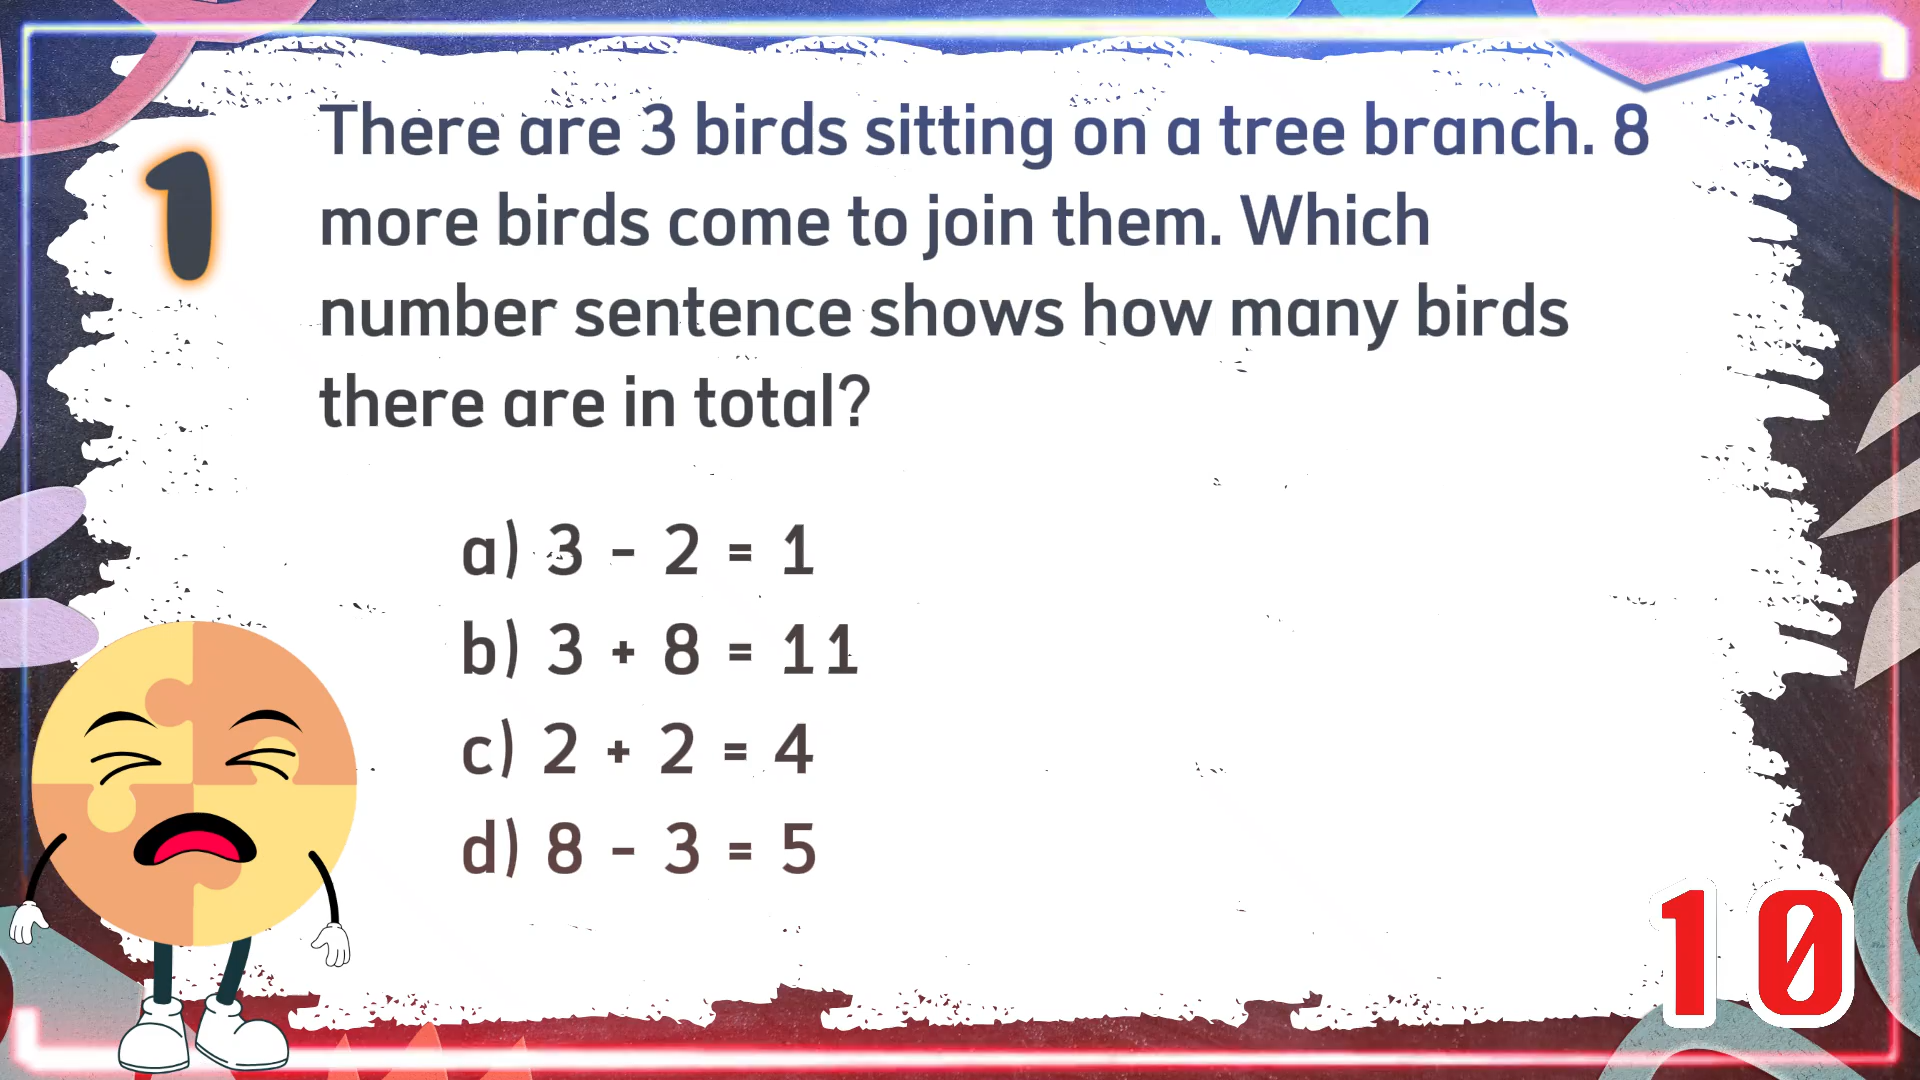 1
There are 3 birds sitting on a tree branch. 8
more birds come to join them. Which
number sentence shows how many birds
there are in total?
a) 3 - 2 = 1
b) 3 + 8 = 11
c) 2 + 2 = 4
d) 8 - 3 = 5
10